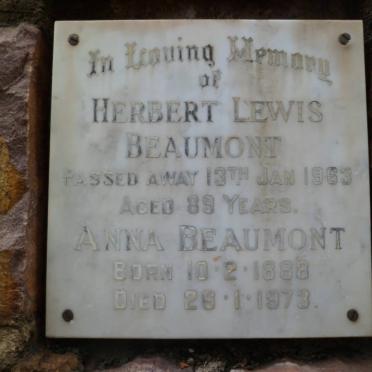 In Loving Memory
of
HERBERT LEWIS
BEAUMONT
PASSED AWAY 13TH JAN 1963
AGED 89 YEARS.
ANNA BEAUMONT
BORN 10·2·1888
DIED 26·1·1973.